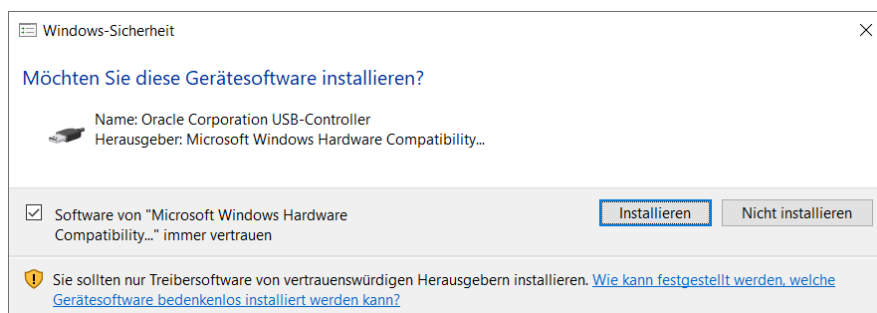 Windows-Sicherheit
Möchten Sie diese Gerätesoftware installieren?
Name: Oracle Corporation USB-Controller
Herausgeber: Microsoft Windows Hardware Compatibility...
Software von "Microsoft Windows Hardware
Compatibility..." immer vertrauen
Installieren
Nicht installieren
Sie sollten nur Treibersoftware von vertrauenswürdigen Herausgebern installieren. Wie kann festgestellt werden, welche
Gerätesoftware bedenkenlos installiert werden kann?